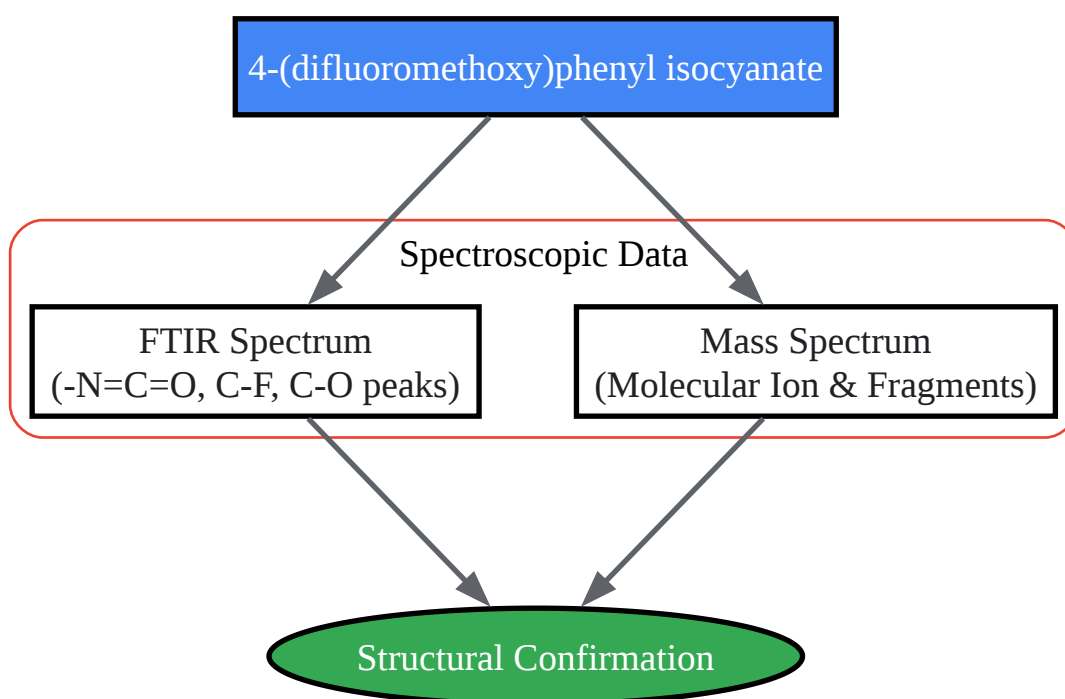 4-(difluoromethoxy)phenyl isocyanate
Spectroscopic Data
FTIR Spectrum
(-N=C=O, C-F, C-O peaks)
Mass Spectrum
(Molecular Ion & Fragments)
Structural Confirmation